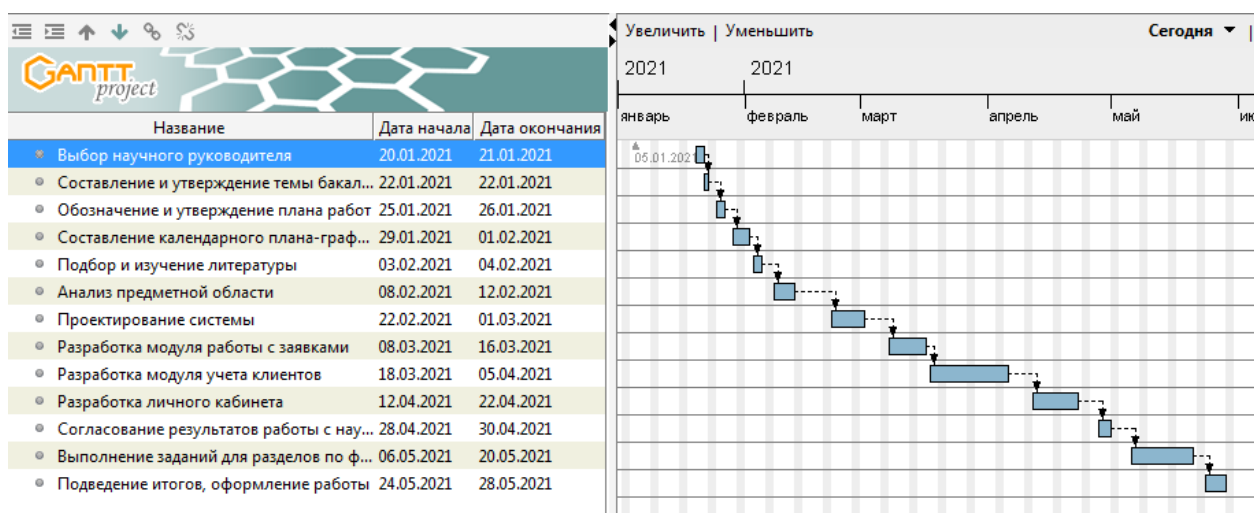 Увеличить | Уменьшить
Сегодня
GANTT
project
2021 2021
январь февраль март апрель май ию
Название Дата начала Дата окончания
Выбор научного руководителя 20.01.2021 21.01.2021
05.01.2021
Составление и утверждение темы бакал... 22.01.2021 22.01.2021
Обозначение и утверждение плана работ 25.01.2021 26.01.2021
Составление календарного плана-граф... 29.01.2021 01.02.2021
Подбор и изучение литературы 03.02.2021 04.02.2021
Анализ предметной области 08.02.2021 12.02.2021
Проектирование системы 22.02.2021 01.03.2021
Разработка модуля работы с заявками 08.03.2021 16.03.2021
Разработка модуля учета клиентов 18.03.2021 05.04.2021
Разработка личного кабинета 12.04.2021 22.04.2021
Согласование результатов работы с нау... 28.04.2021 30.04.2021
Выполнение заданий для разделов по ф... 06.05.2021 20.05.2021
Подведение итогов, оформление работы 24.05.2021 28.05.2021